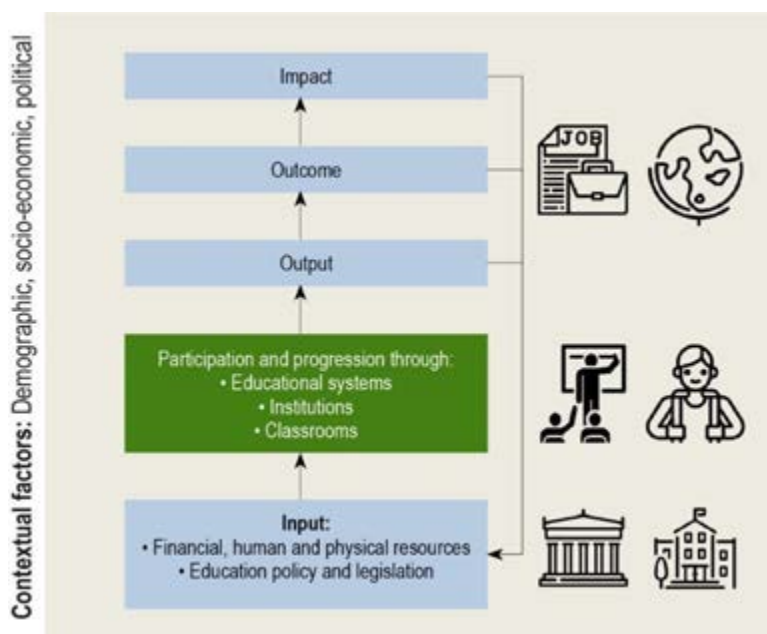 Contextual factors: Demographic, socio-economic, political
Impact
Outcome
Output
Participation and progression through:
• Educational systems
• Institutions
• Classrooms
Input:
• Financial, human and physical resources
• Education policy and legislation
JOB